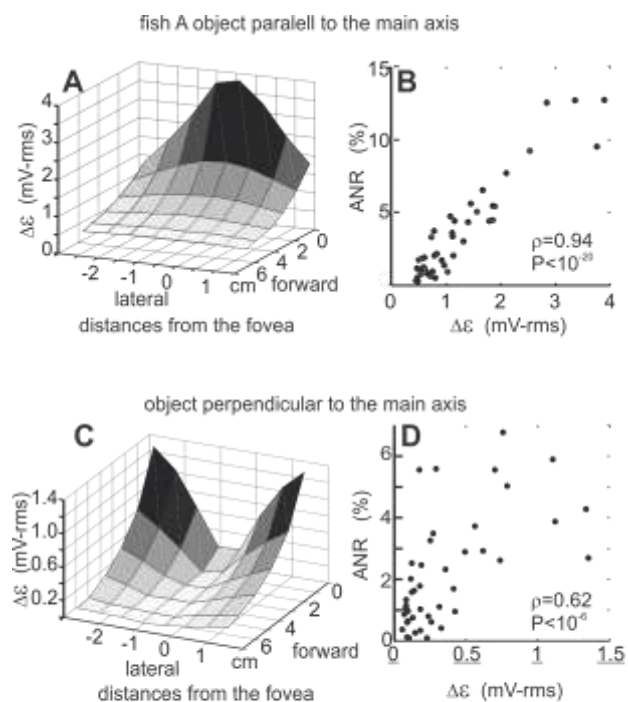 fish A object paralell to the main axis
A
4
3
2
1
0
Δε (mV-rms)
-2
-1
0
1
lateral
cm
6
4
2
0
forward
distances from the fovea
B
15
10
5
ANR (%)
ρ=0.94
P<10⁻²⁰
0
1
2
3
4
Δε (mV-rms)
object perpendicular to the main axis
C
1.4
1.0
0.6
0.2
Δε (mV-rms)
-2
-1
0
1
lateral
cm
6
4
2
0
forward
distances from the fovea
D
6
4
2
0
ANR (%)
ρ=0.62
P<10⁻⁶
0
0.5
1
1.5
Δε (mV-rms)